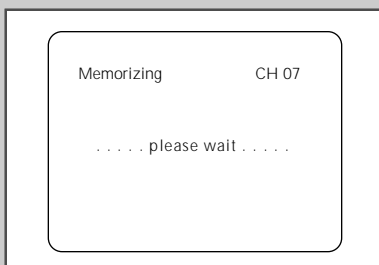 Memorizing CH 07
. . . . . please wait . . . . .